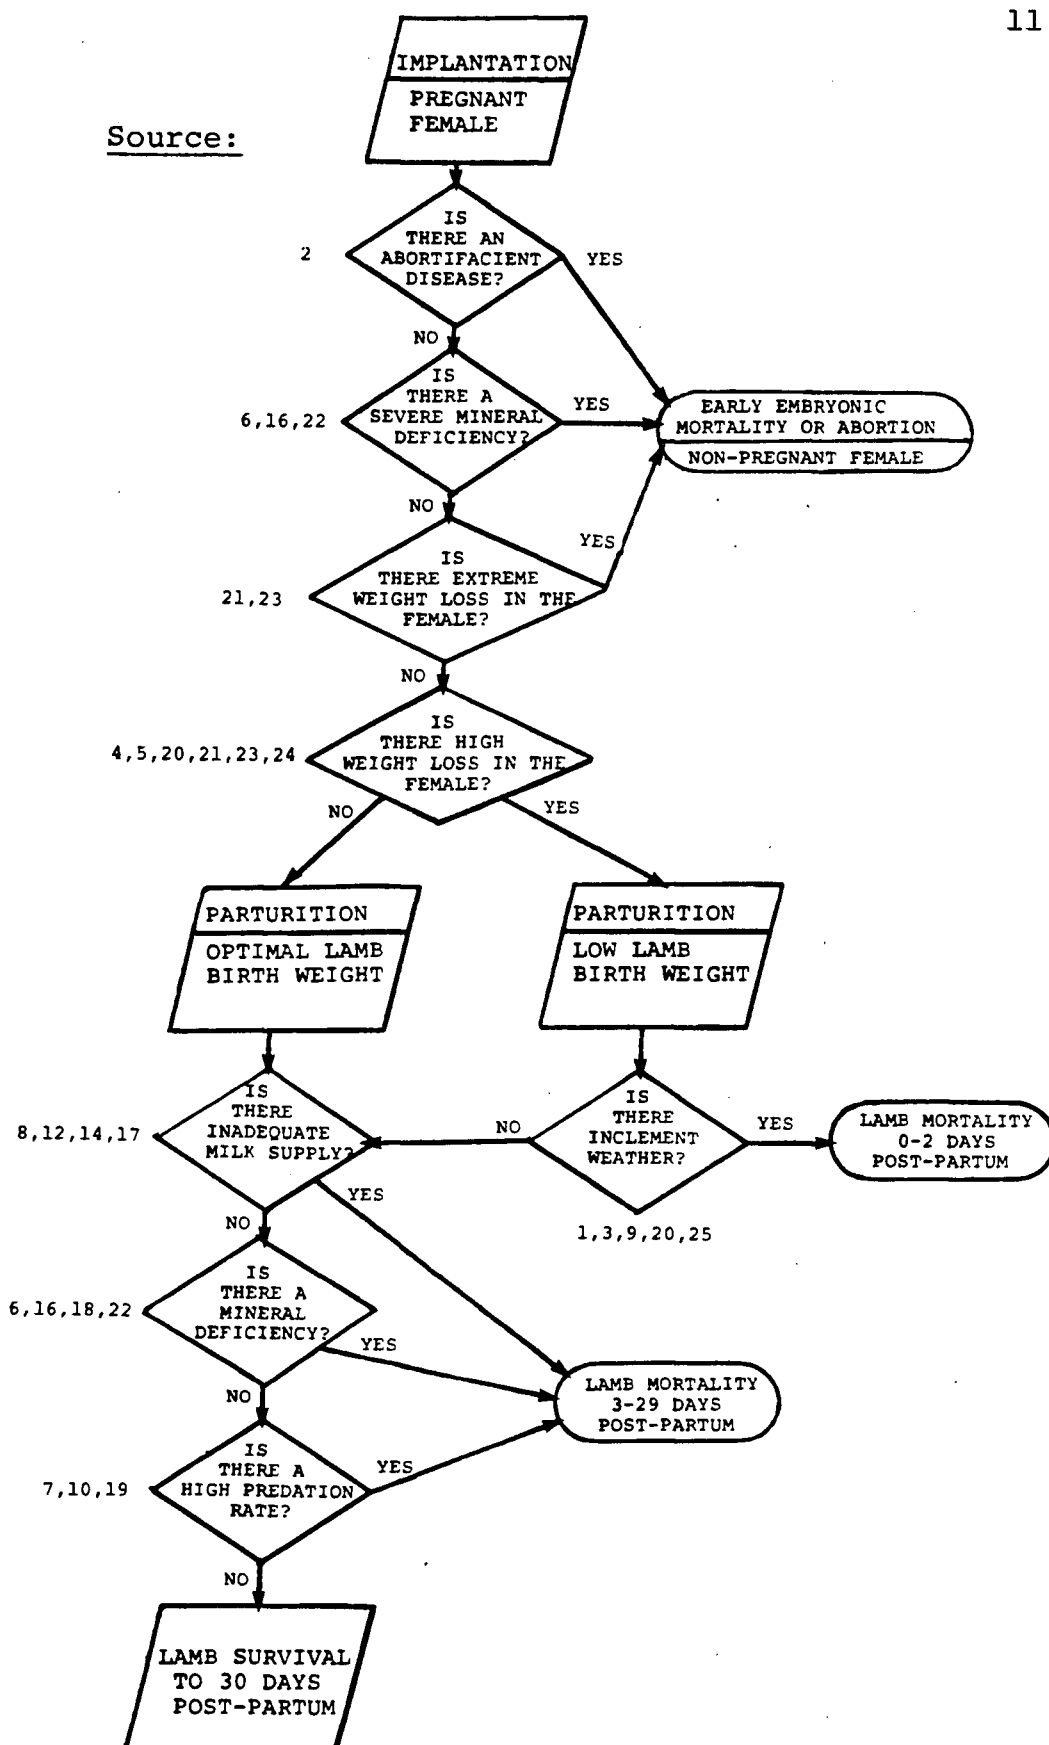 11
IMPLANTATION
PREGNANT
FEMALE
Source:
IS
THERE AN
ABORTIFACIENT
DISEASE?
2
YES
NO
IS
THERE A
SEVERE MINERAL
DEFICIENCY?
6,16,22
YES
EARLY EMBRYONIC
MORTALITY OR ABORTION
NON-PREGNANT FEMALE
NO
IS
THERE EXTREME
WEIGHT LOSS IN THE
FEMALE?
21,23
YES
NO
IS
THERE HIGH
WEIGHT LOSS IN THE
FEMALE?
4,5,20,21,23,24
NO
YES
PARTURITION
OPTIMAL LAMB
BIRTH WEIGHT
PARTURITION
LOW LAMB
BIRTH WEIGHT
IS
THERE
INADEQUATE
MILK SUPPLY?
8,12,14,17
NO
IS
THERE
INCLEMENT
WEATHER?
YES
LAMB MORTALITY
0-2 DAYS
POST-PARTUM
1,3,9,20,25
YES
NO
IS
THERE A
MINERAL
DEFICIENCY?
6,16,18,22
YES
LAMB MORTALITY
3-29 DAYS
POST-PARTUM
NO
IS
THERE A
HIGH PREDATION
RATE?
7,10,19
YES
NO
LAMB SURVIVAL
TO 30 DAYS
POST-PARTUM